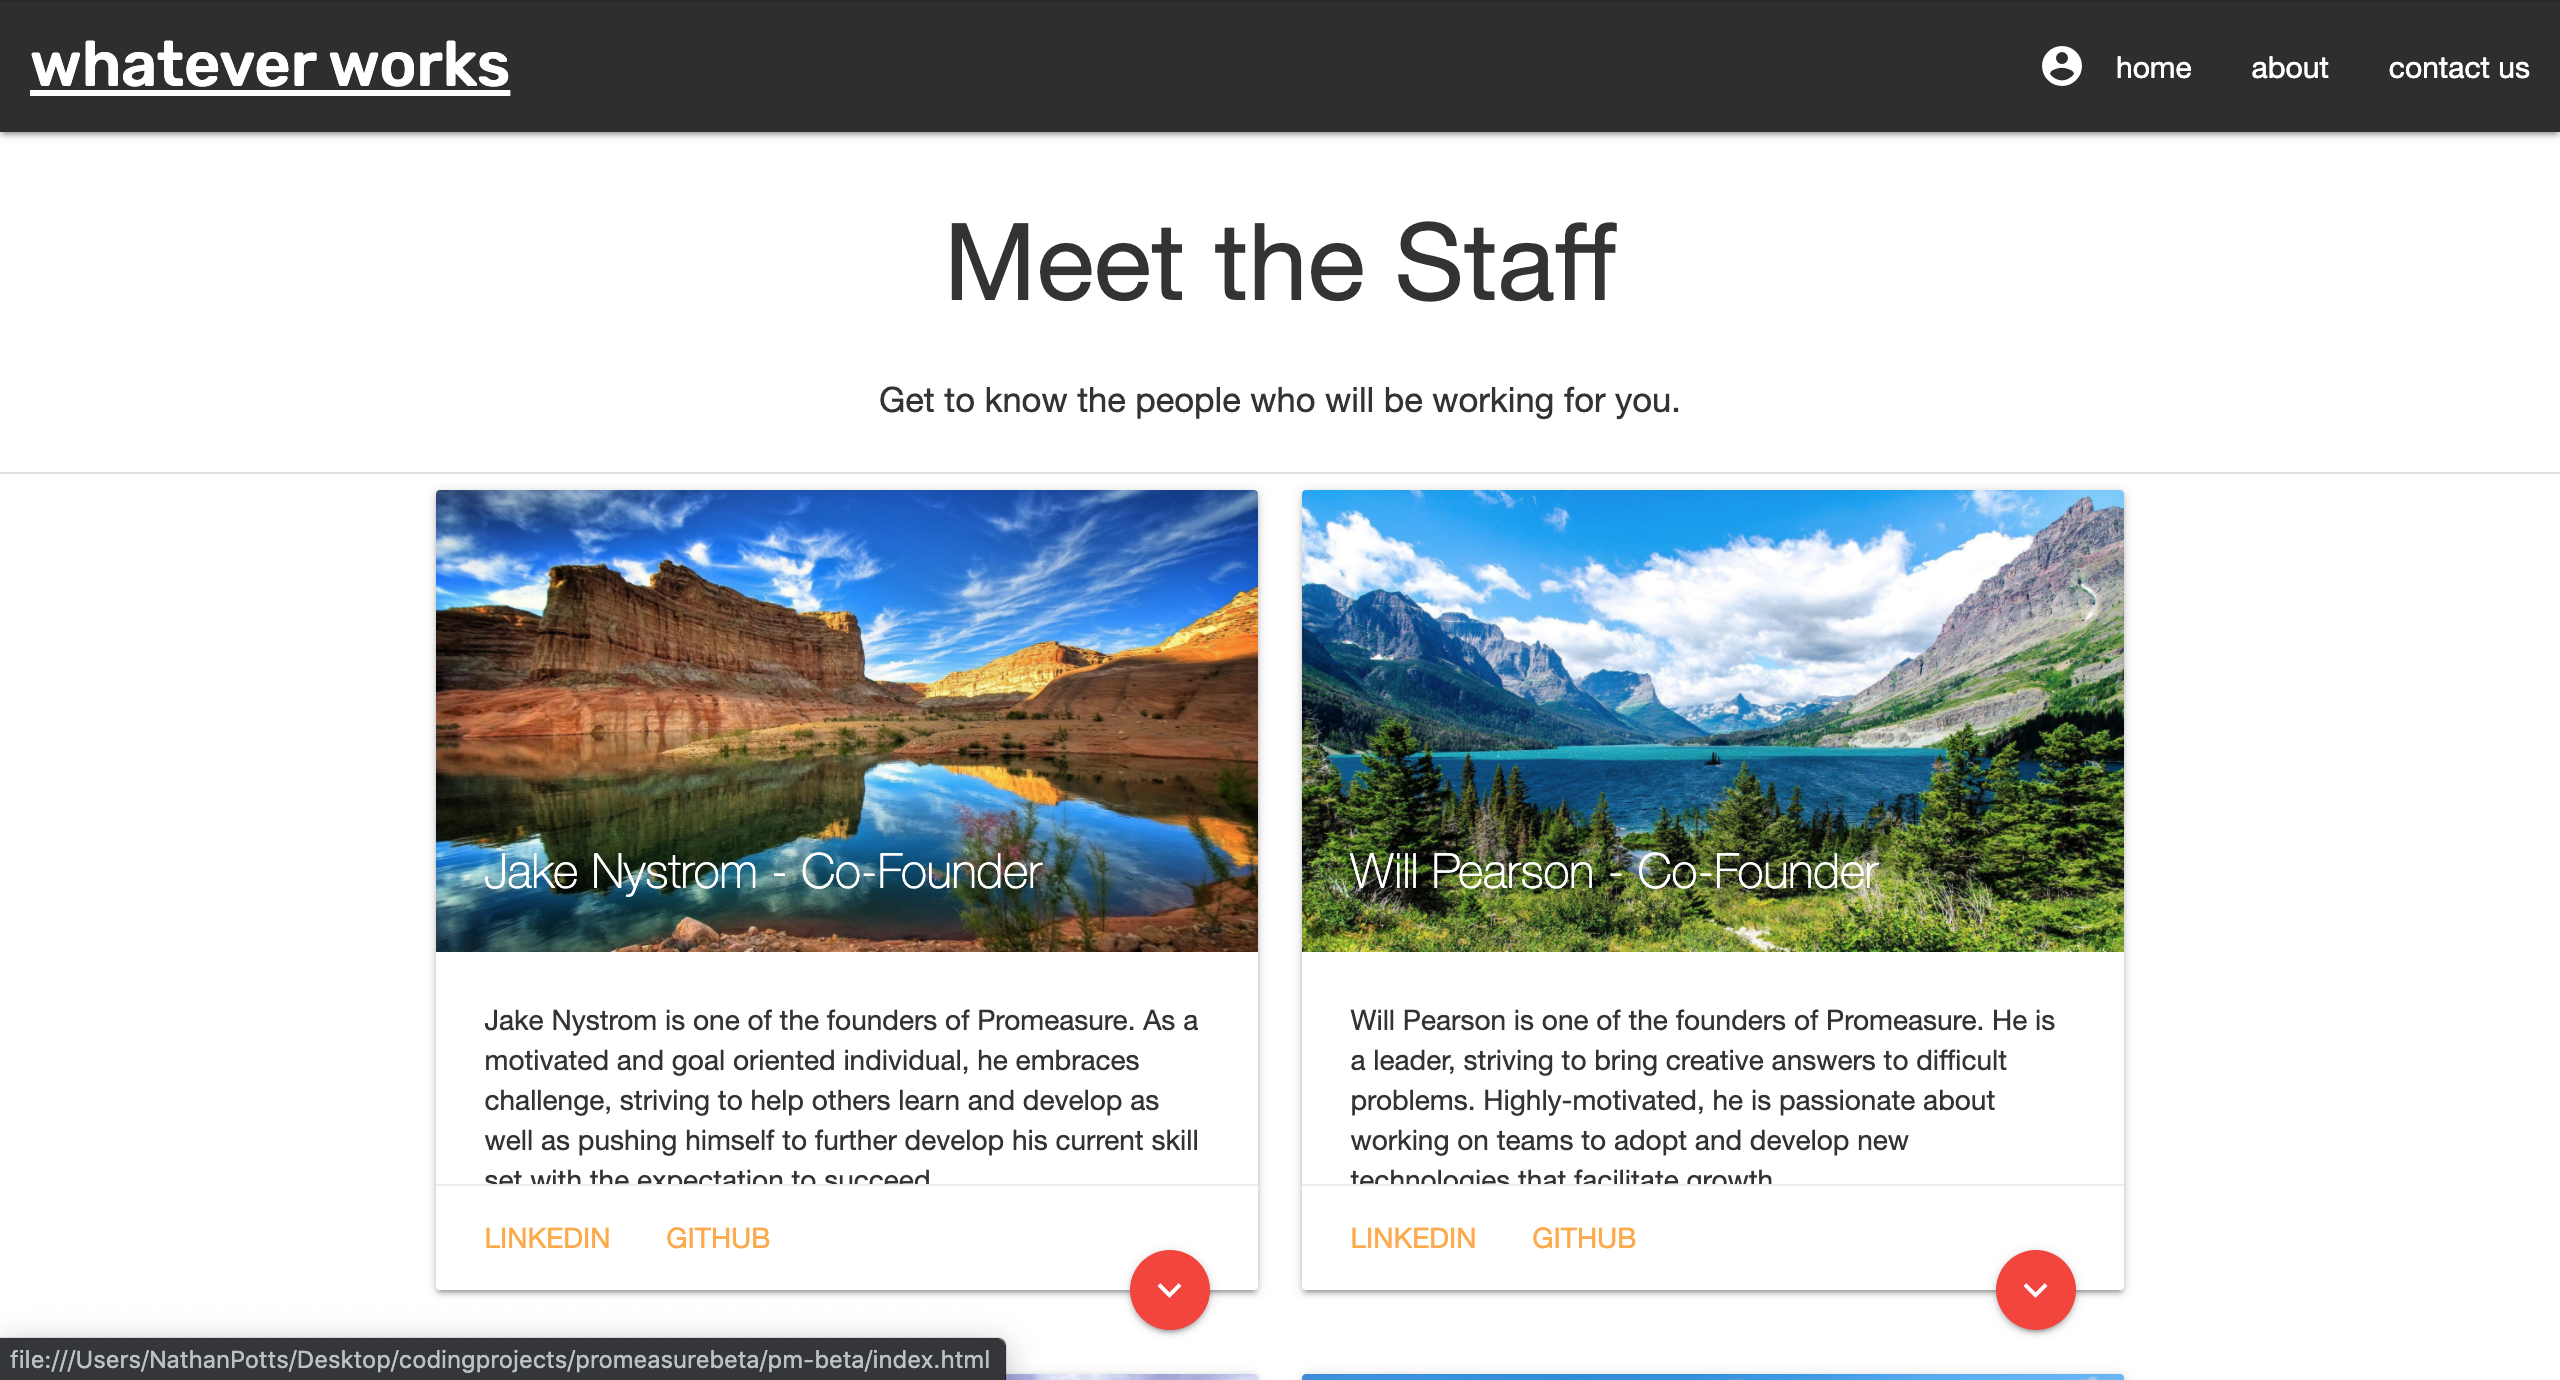 whatever works
home about contact us
Meet the Staff
Get to know the people who will be working for you.
Jake Nystrom - Co-Founder
Jake Nystrom is one of the founders of Promeasure. As a
motivated and goal oriented individual, he embraces
challenge, striving to help others learn and develop as
well as pushing himself to further develop his current skill
set with the expectation to succeed.
LINKEDIN GITHUB
Will Pearson - Co-Founder
Will Pearson is one of the founders of Promeasure. He is
a leader, striving to bring creative answers to difficult
problems. Highly-motivated, he is passionate about
working on teams to adopt and develop new
technologies that facilitate growth.
LINKEDIN GITHUB
file:///Users/NathanPotts/Desktop/codingprojects/promeasurebeta/pm-beta/index.html